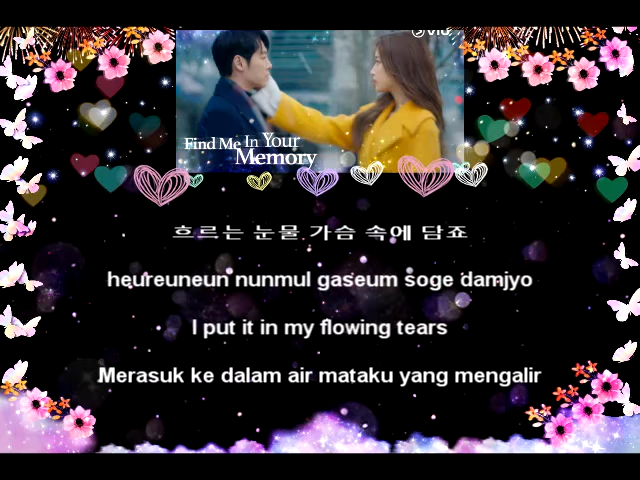 Viu
Find Me In Your
Memory
흐르는 눈물 가슴 속에 담죠
heureuneun nunmul gaseum soge damjyo
I put it in my flowing tears
Merasuk ke dalam air mataku yang mengalir